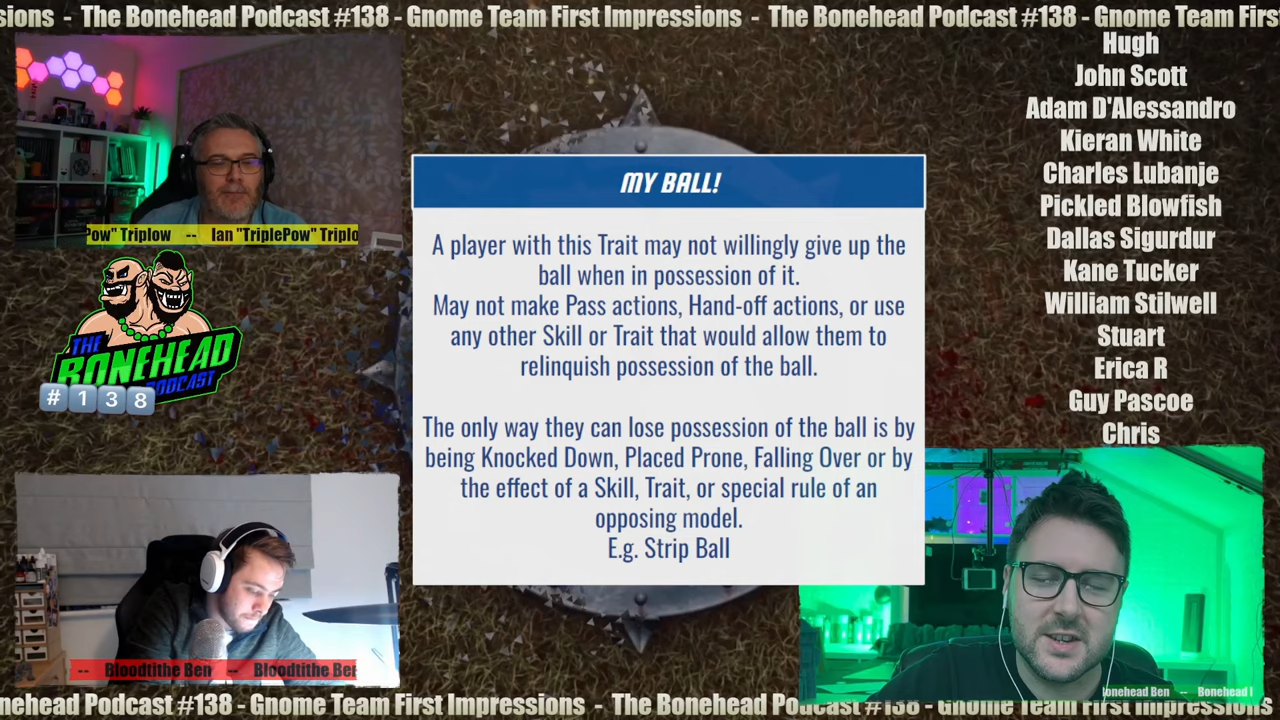 sions - The Bonehead Podcast #138 - Gnome Team First Impressions - The Bonehead Podcast #138 - Gnome Team Firs
Hugh
John Scott
Adam D'Alessandro
Kieran White
Charles Lubanje
Pickled Blowfish
Dallas Sigurdur
Kane Tucker
William Stilwell
Stuart
Erica R
Guy Pascoe
Chris
Pow" Triplow -- Ian "TriplePow" Triplo
THE
BONEHEAD
PODCAST
#138
MY BALL!
A player with this Trait may not willingly give up the
ball when in possession of it.
May not make Pass actions, Hand-off actions, or use
any other Skill or Trait that would allow them to
relinquish possession of the ball.
The only way they can lose possession of the ball is by
being Knocked Down, Placed Prone, Falling Over or by
the effect of a Skill, Trait, or special rule of an
opposing model.
E.g. Strip Ball
-- Bloodtithe Ben -- Bloodtithe Ben
onehead Ben -- Bonehead
nehead Podcast #138 - Gnome Team First Impressions - The Bonehead Podcast #138 - Gnome Team First Impressions